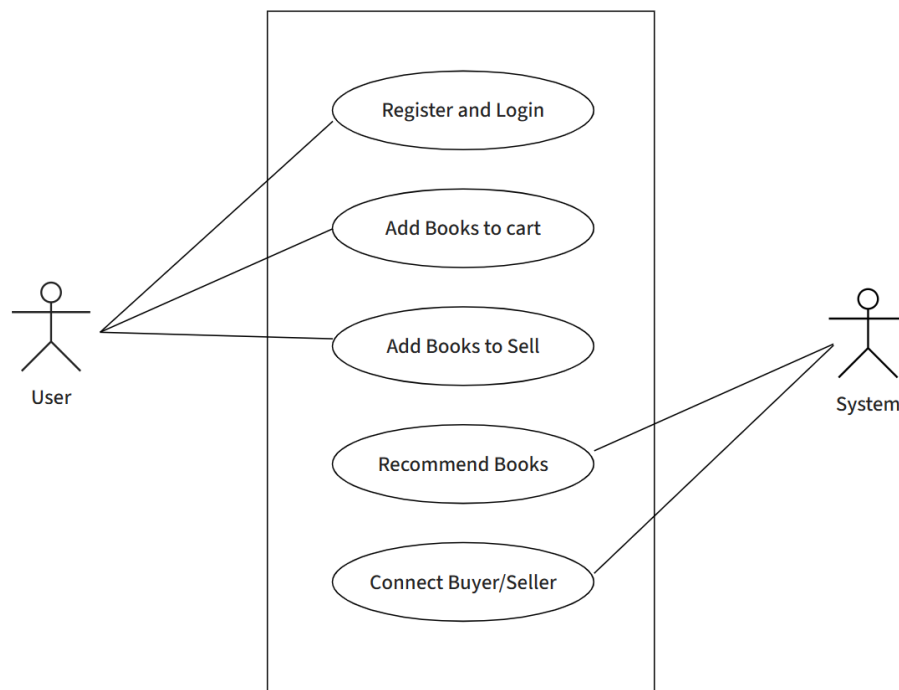 Register and Login
Add Books to cart
Add Books to Sell
User
System
Recommend Books
Connect Buyer/Seller